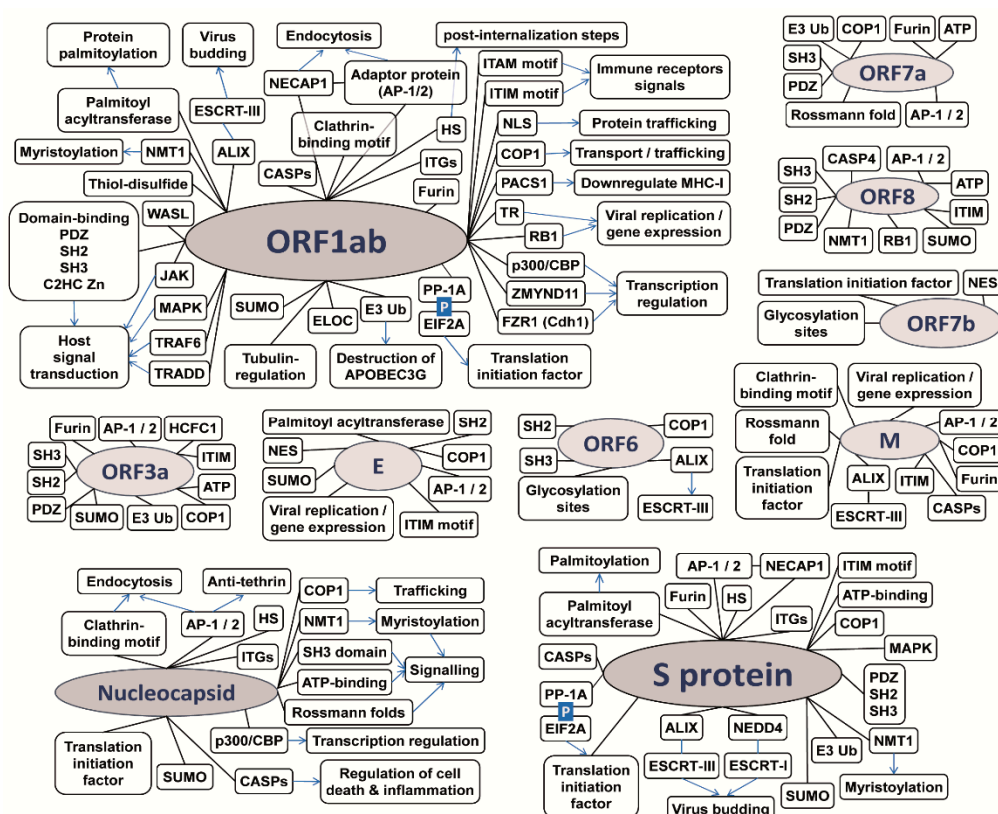 Protein
palmitoylation
Virus
budding
Endocytosis
post-internalization steps
NECAP1
Adaptor protein
(AP-1/2)
ITAM motif
ITIM motif
Immune receptors
signals
Palmitoyl
acyltransferase
ESCRT-III
Clathrin-
binding motif
HS
NLS
Protein trafficking
Myristoylation
NMT1
ALIX
CASPs
ITGs
COP1
Transport / trafficking
Thiol-disulfide
Furin
PACS1
Downregulate MHC-I
Domain-binding
PDZ
SH2
SH3
C2HC Zn
WASL
ORF1ab
TR
RB1
Viral replication /
gene expression
JAK
MAPK
TRAF6
TRADD
Host
signal
transduction
SUMO
Tubulin-
regulation
ELOC
E3 Ub
Destruction of
APOBEC3G
PP-1A
P
EIF2A
Translation
initiation factor
p300/CBP
ZMYND11
FZR1 (Cdh1)
Transcription
regulation
E3 Ub
COP1
Furin
ATP
SH3
PDZ
ORF7a
Rossmann fold
AP-1 / 2
CASP4
AP-1 / 2
SH3
SH2
PDZ
ORF8
ATP
ITIM
NMT1
RB1
SUMO
Translation initiation factor
NES
Glycosylation
sites
ORF7b
Furin
AP-1 / 2
HCFC1
SH3
SH2
PDZ
ORF3a
ITIM
ATP
SUMO
E3 Ub
COP1
Palmitoyl acyltransferase
SH2
NES
SUMO
E
COP1
AP-1 / 2
Viral replication /
gene expression
ITIM motif
SH2
COP1
ORF6
SH3
ALIX
Glycosylation
sites
ESCRT-III
Clathrin-
binding motif
Viral replication /
gene expression
Rossmann
fold
M
AP-1 / 2
COP1
Furin
Translation
initiation
factor
ALIX
ESCRT-III
ITIM
CASPs
Endocytosis
Anti-tethrin
Clathrin-
binding motif
AP-1 / 2
HS
ITGs
COP1
Trafficking
NMT1
Myristoylation
SH3 domain
ATP-binding
Signalling
Rossmann folds
Nucleocapsid
p300/CBP
Transcription regulation
Translation
initiation
factor
SUMO
CASPs
Regulation of cell
death & inflammation
Palmitoylation
AP-1 / 2
NECAP1
ITIM motif
Palmitoyl
acyltransferase
Furin
HS
ITGs
ATP-binding
COP1
MAPK
CASPs
S protein
PDZ
SH2
SH3
PP-1A
P
EIF2A
ALIX
NEDD4
E3 Ub
NMT1
Translation
initiation
factor
ESCRT-III
ESCRT-I
SUMO
Myristoylation
Virus budding